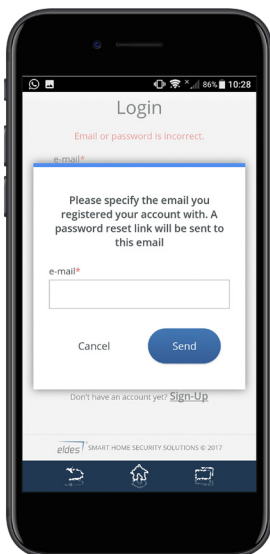 86% 10:28
Login
Email or password is incorrect.
e-mail*
Please specify the email you
registered your account with. A
password reset link will be sent to
this email
e-mail*
Cancel
Send
Don't have an account yet? Sign-Up
eldes SMART HOME SECURITY SOLUTIONS © 2017